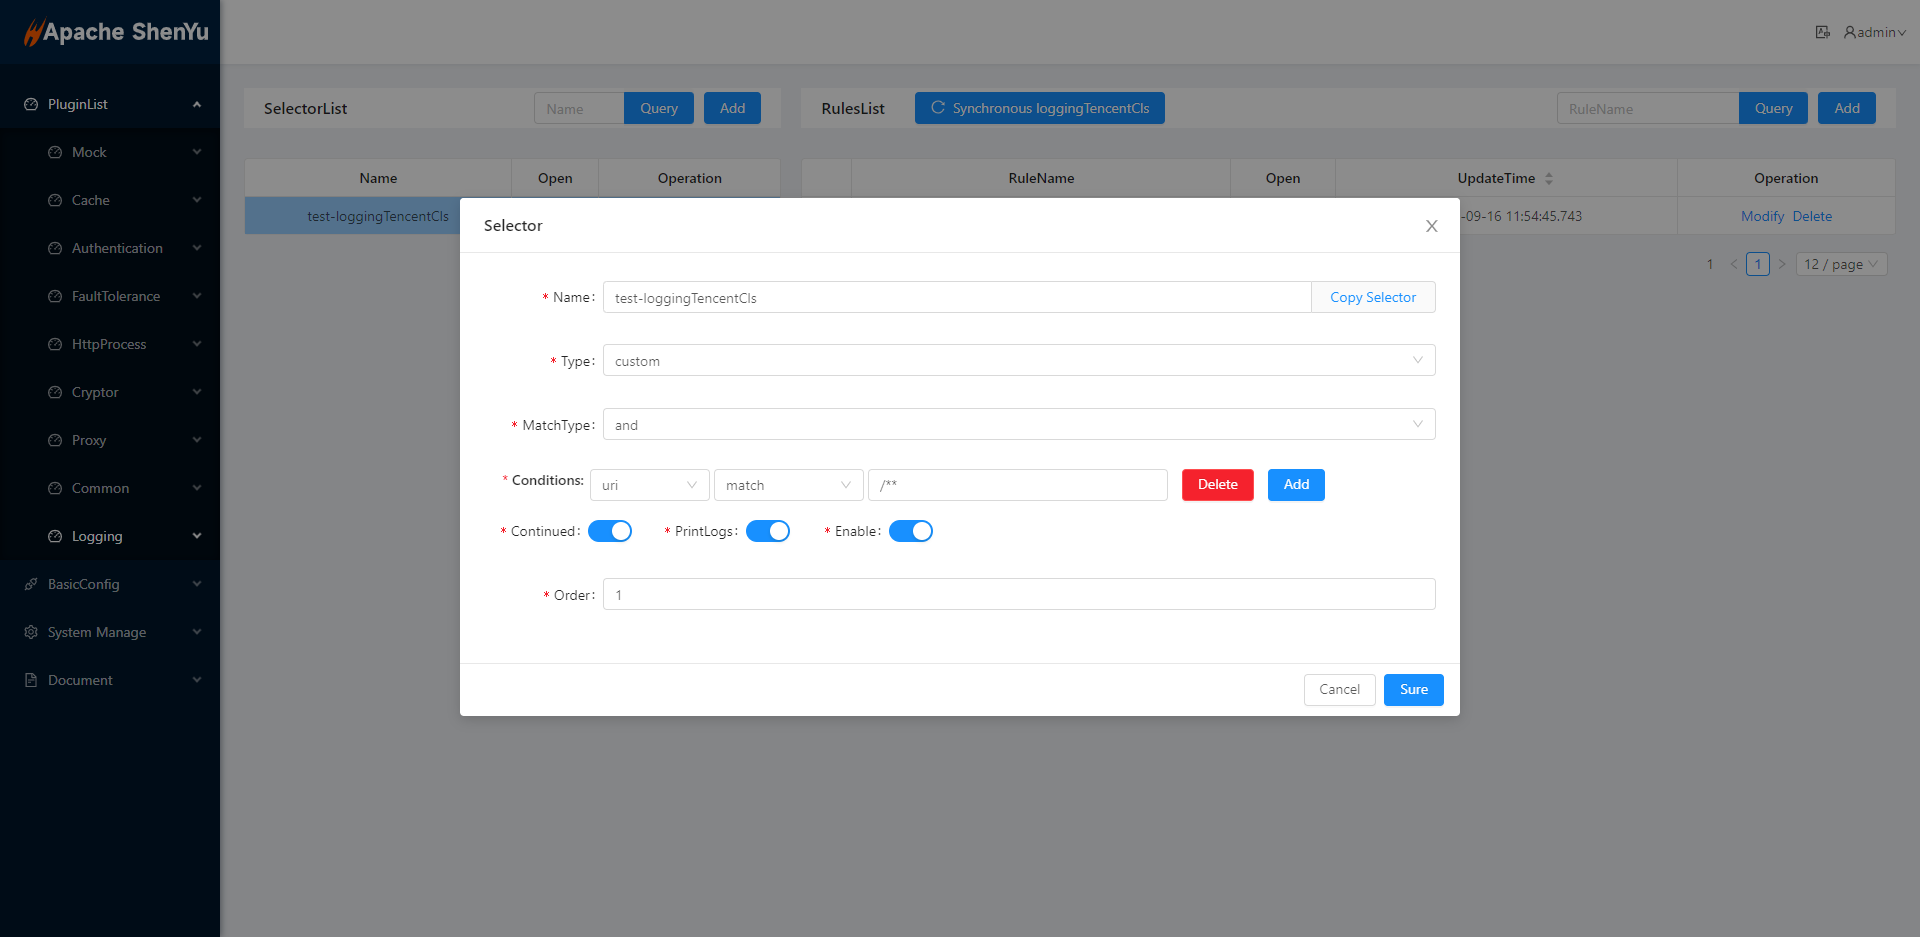 Apache ShenYu
admin
PluginList
Mock
Cache
Authentication
FaultTolerance
HttpProcess
Cryptor
Proxy
Common
Logging
BasicConfig
System Manage
Document
SelectorList
Name
Query
Add
RulesList
Synchronous loggingTencentCls
RuleName
Query
Add
Name
Open
Operation
test-loggingTencentCls
RuleName
Open
UpdateTime
Operation
-09-16 11:54:45.743
Modify Delete
1
1
12 / page
Selector
* Name:
test-loggingTencentCls
Copy Selector
* Type:
custom
* MatchType:
and
* Conditions:
uri
match
/**
Delete
Add
* Continued:
* PrintLogs:
* Enable:
* Order:
1
Cancel
Sure